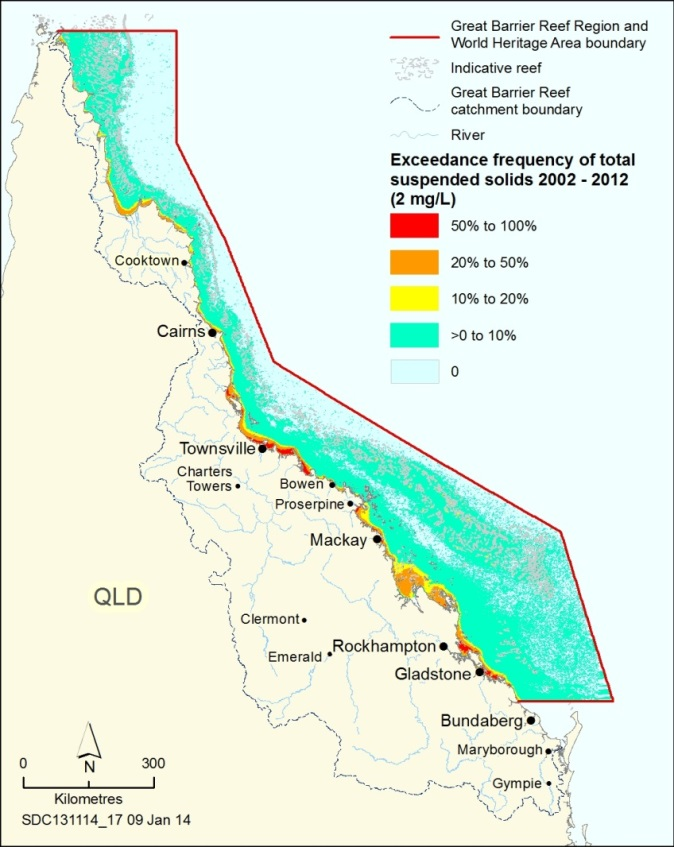 Great Barrier Reef Region and
World Heritage Area boundary
Indicative reef
Great Barrier Reef
catchment boundary
River
Exceedance frequency of total
suspended solids 2002 - 2012
(2 mg/L)
50% to 100%
20% to 50%
10% to 20%
>0 to 10%
0
Cooktown
Cairns
Townsville
Charters
Towers
Bowen
Proserpine
Mackay
QLD
Clermont
Emerald
Rockhampton
Gladstone
Bundaberg
Maryborough
Gympie
0 300
N
Kilometres
SDC131114_17 09 Jan 14